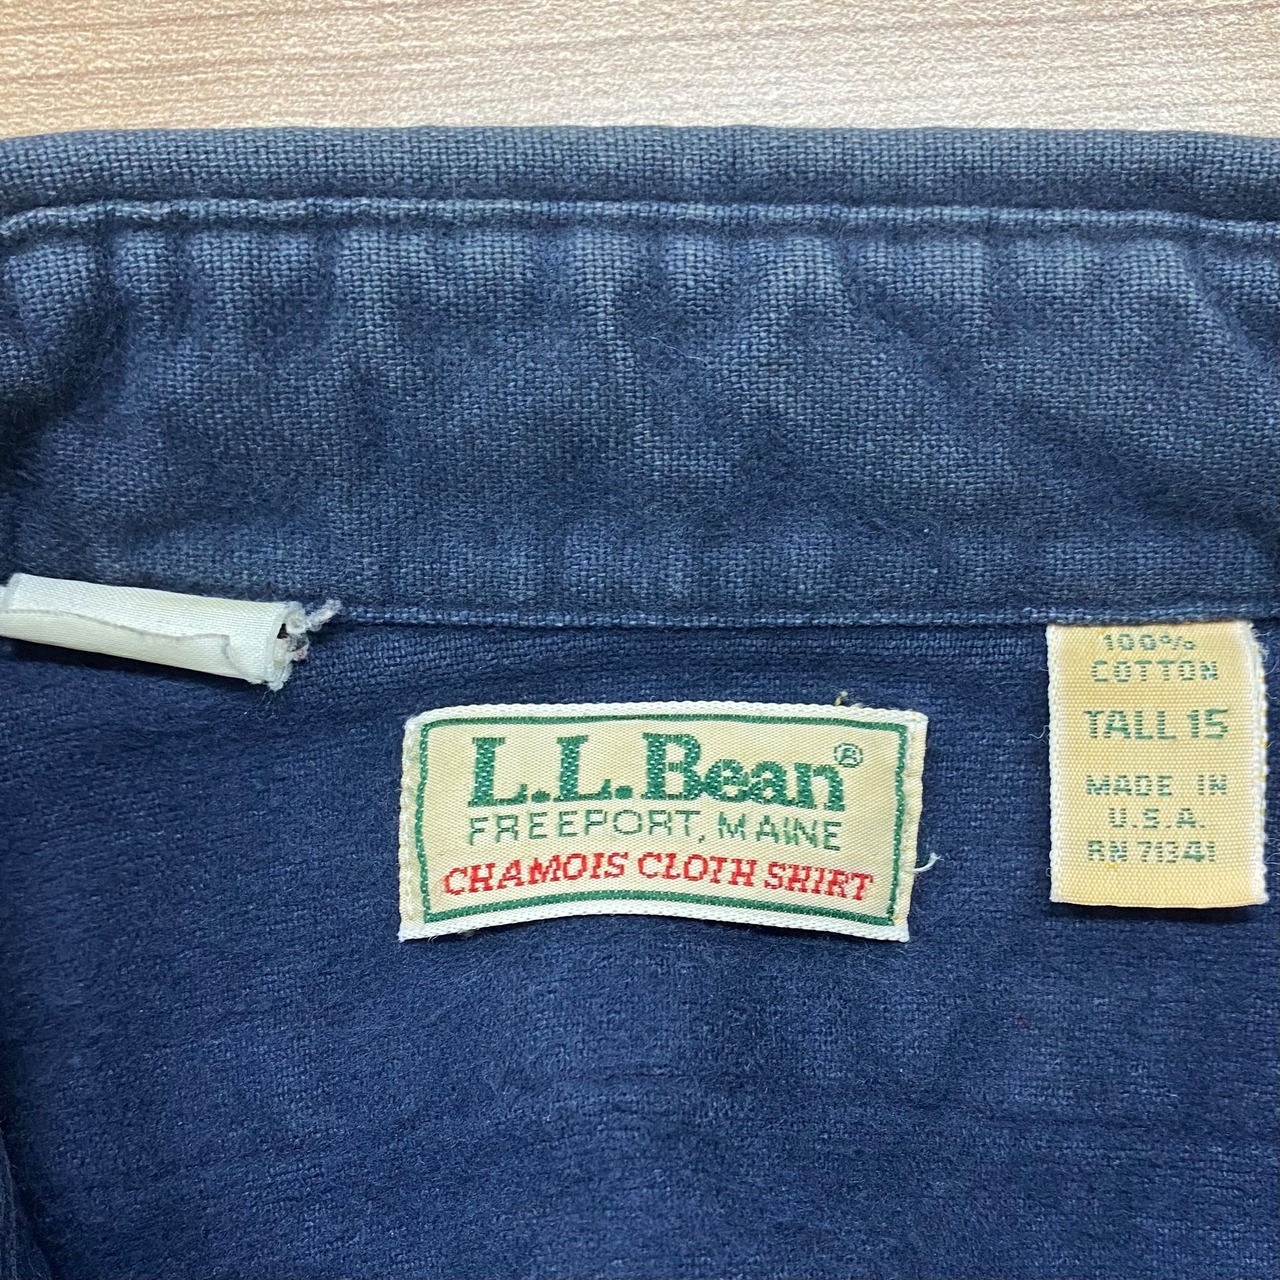 L.L.Bean®
FREEPORT, MAINE
CHAMOIS CLOTH SHIRT
100%
COTTON
TALL 15
MADE IN
U.S.A.
RN 71341